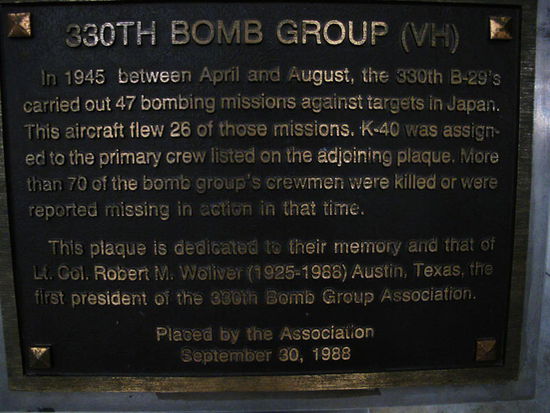 330TH BOMB GROUP (VH)
In 1945 between April and August, the 330th B-29's
carried out 47 bombing missions against targets in Japan.
This aircraft flew 26 of those missions. K-40 was assign-
ed to the primary crew listed on the adjoining plaque. More
than 70 of the bomb group's crewmen were killed or were
reported missing in action in that time.
This plaque is dedicated to their memory and that of
Lt. Col. Robert M. Woliver (1925-1988) Austin, Texas, the
first president of the 330th Bomb Group Association.
Placed by the Association
September 30, 1988